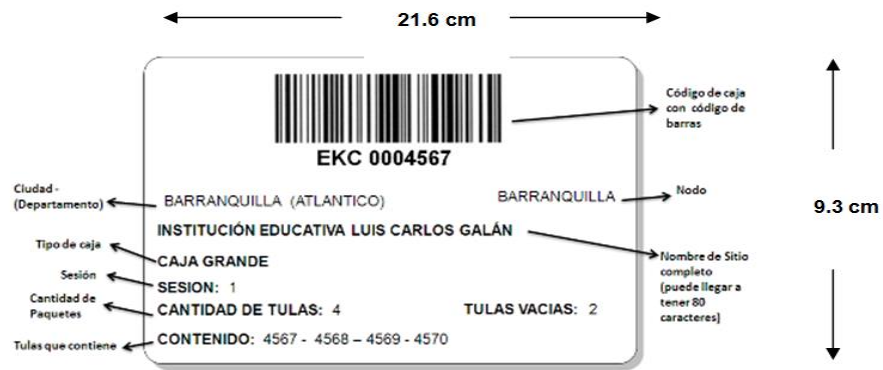 21.6 cm
EKC 0004567
Código de caja
con código de
barras
Ciudad -
(Departamento)
BARRANQUILLA (ATLANTICO)
BARRANQUILLA
Nodo
9.3 cm
INSTITUCIÓN EDUCATIVA LUIS CARLOS GALÁN
Nombre de Sitio
completo
(puede llegar a
tener 80
caracteres)
Tipo de caja
CAJA GRANDE
Sesión
SESION: 1
Cantidad de
Paquetes
CANTIDAD DE TULAS: 4
TULAS VACIAS: 2
Tulas que contiene
CONTENIDO: 4567 - 4568 – 4569 - 4570